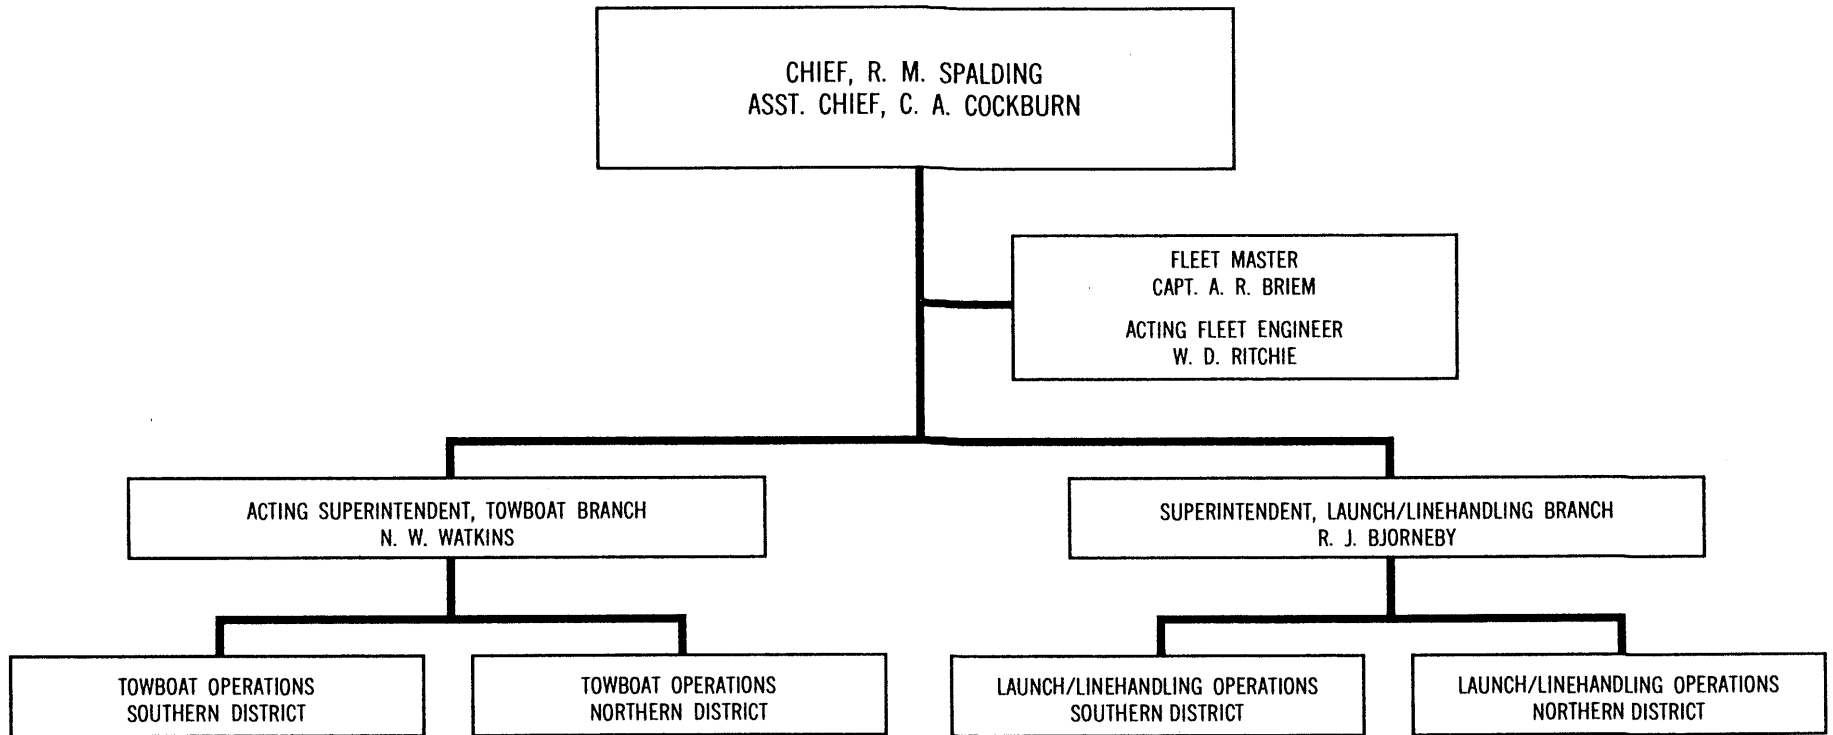 CHIEF, R. M. SPALDING
ASST. CHIEF, C. A. COCKBURN
FLEET MASTER
CAPT. A. R. BRIEM
ACTING FLEET ENGINEER
W. D. RITCHIE
ACTING SUPERINTENDENT, TOWBOAT BRANCH
N. W. WATKINS
SUPERINTENDENT, LAUNCH/LINEHANDLING BRANCH
R. J. BJORNEBY
TOWBOAT OPERATIONS
SOUTHERN DISTRICT
TOWBOAT OPERATIONS
NORTHERN DISTRICT
LAUNCH/LINEHANDLING OPERATIONS
SOUTHERN DISTRICT
LAUNCH/LINEHANDLING OPERATIONS
NORTHERN DISTRICT